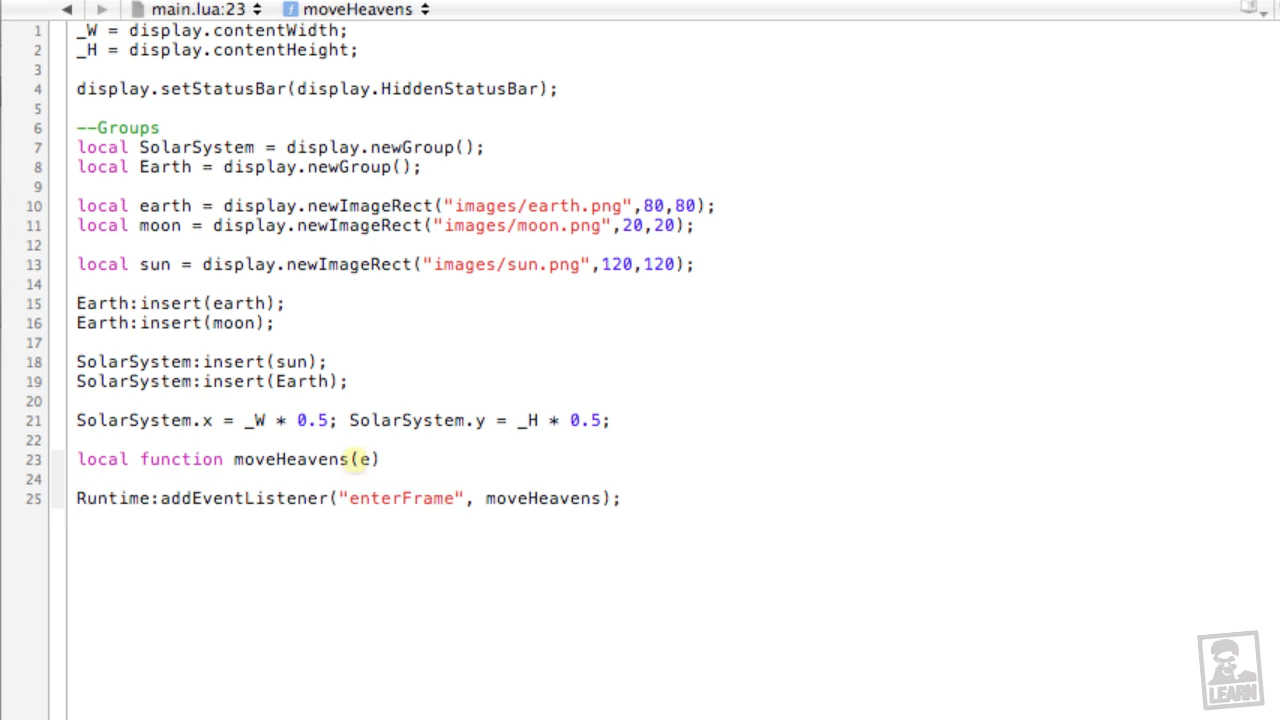 main.lua:23 moveHeavens
1 _W = display.contentWidth;
2 _H = display.contentHeight;
3
4 display.setStatusBar(display.HiddenStatusBar);
5
6 --Groups
7 local SolarSystem = display.newGroup();
8 local Earth = display.newGroup();
9
10 local earth = display.newImageRect("images/earth.png",80,80);
11 local moon = display.newImageRect("images/moon.png",20,20);
12
13 local sun = display.newImageRect("images/sun.png",120,120);
14
15 Earth:insert(earth);
16 Earth:insert(moon);
17
18 SolarSystem:insert(sun);
19 SolarSystem:insert(Earth);
20
21 SolarSystem.x = _W * 0.5; SolarSystem.y = _H * 0.5;
22
23 local function moveHeavens(e)
24
25 Runtime:addEventListener("enterFrame", moveHeavens);
LEARN